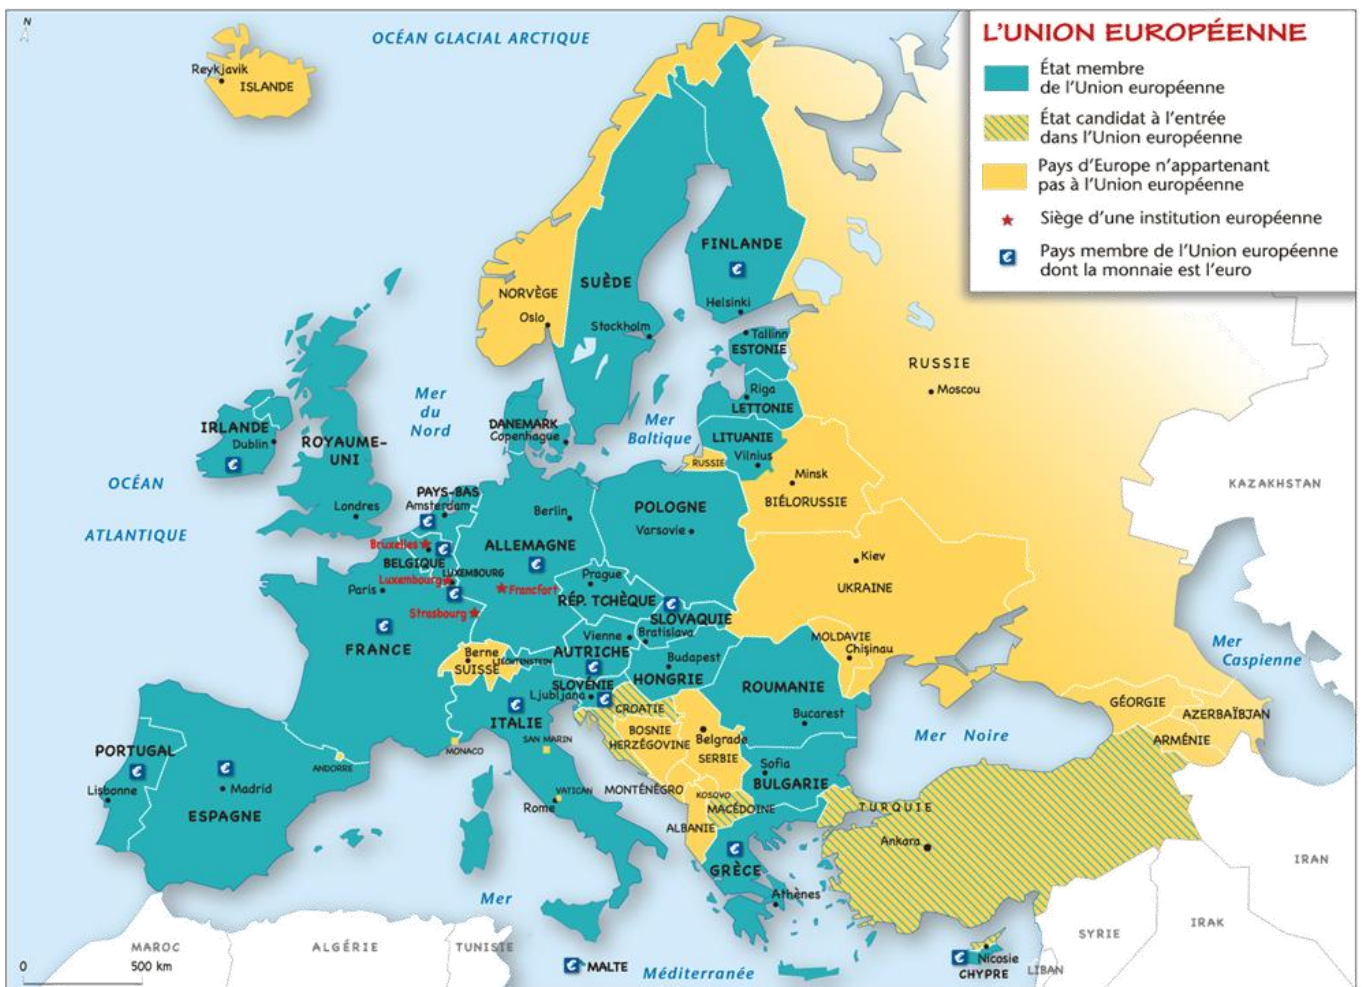 N
OCÉAN GLACIAL ARCTIQUE
L'UNION EUROPÉENNE
État membre
de l'Union européenne
État candidat à l'entrée
dans l'Union européenne
Pays d'Europe n'appartenant
pas à l'Union européenne
Siège d'une institution européenne
Pays membre de l'Union européenne
dont la monnaie est l'euro
Reykjavik
ISLANDE
FINLANDE
SUÈDE
NORVÈGE
Oslo
Helsinki
Stockholm
Tallinn
ESTONIE
RUSSIE
Moscou
Riga
LETTONIE
Mer
du
Nord
Mer
Baltique
DANEMARK
Copenhague
LITUANIE
Vilnius
RUSSIE
IRLANDE
Dublin
ROYAUME-
UNI
Londres
OCÉAN
ATLANTIQUE
Minsk
BIÉLORUSSIE
KAZAKHSTAN
PAYS-BAS
Amsterdam
Berlin
POLOGNE
Varsovie
Bruxelles
BELGIQUE
ALLEMAGNE
LUXEMBOURG
Luxembourg
Francfort
Paris
Strasbourg
Prague
RÉP. TCHÈQUE
SLOVAQUIE
Bratislava
Kiev
UKRAINE
FRANCE
Berne
SUISSE
LIECHTENSTEIN
Vienne
AUTRICHE
Budapest
HONGRIE
MOLDAVIE
Chişinau
Mer
Caspienne
SLOVÉNIE
Ljubljana
CROATIE
ITALIE
ROUMANIE
Bucarest
GÉORGIE
AZERBAÏBJAN
ARMÉNIE
Mer Noire
PORTUGAL
Lisbonne
Madrid
ESPAGNE
ANDORRE
MONACO
SAN MARIN
BOSNIE
HERZÉGOVINE
Belgrade
SERBIE
Sofia
BULGARIE
VATICAN
Rome
MONTÉNÉGRO
KOSOVO
MACÉDOINE
ALBANIE
TURQUIE
Ankara
GRÈCE
Athènes
IRAN
Mer
Méditerranée
MAROC
ALGÉRIE
TUNISIE
MALTE
Nicosie
CHYPRE
LIBAN
SYRIE
IRAK
0
500 km